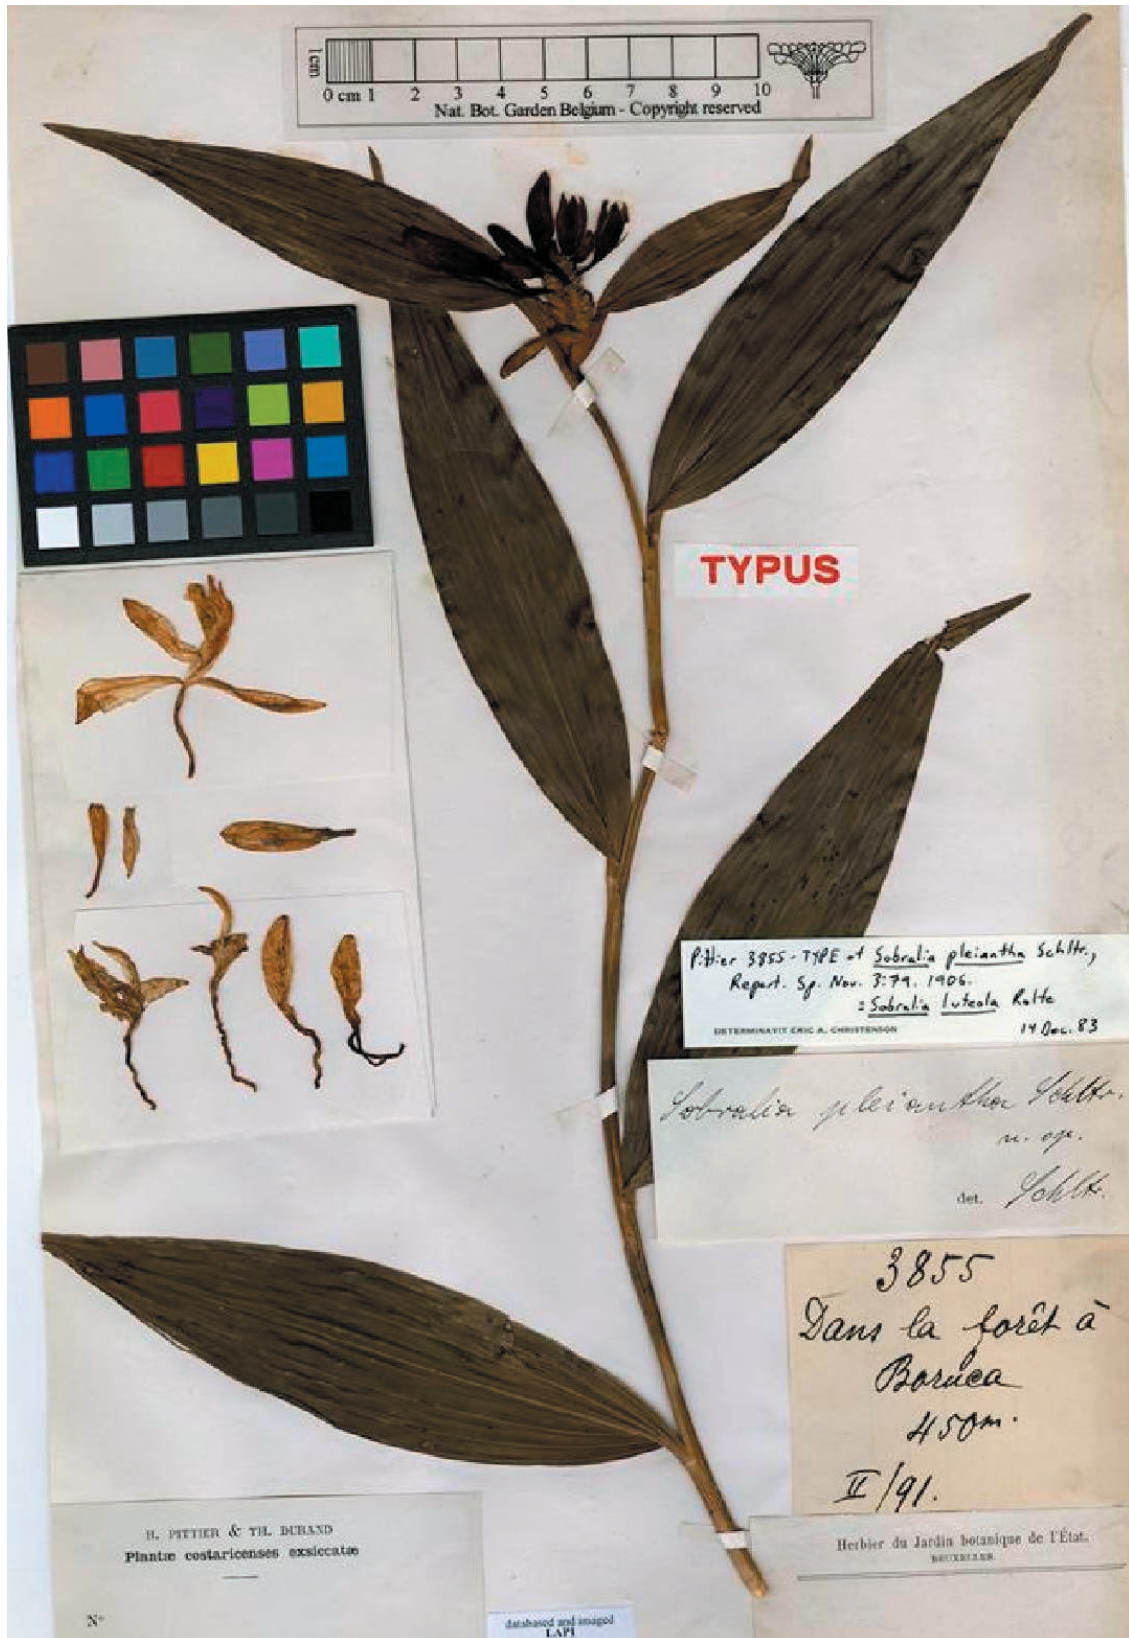 1cm
0 cm 1 2 3 4 5 6 7 8 9 10
Nat. Bot. Garden Belgium - Copyright reserved
TYPUS
Pittier 3855 - TYPE of Sobralia pleiantha Schltr.,
Repert. Sp. Nov. 3:79. 1906.
= Sobralia luteola Rolfe
DETERMINAVIT ERIC A. CHRISTENSON 14 Dec. 83
Sobralia pleiantha Schltr.
n. sp.
det. Schltr.
3855
Dans la forêt à
Boruca
450m.
II/91.
H. PITTIER & TH. DURAND
Plantæ costaricenses exsiccatæ
N°
Herbier du Jardin botanique de l'État.
BRUXELLES
databased and imaged
LAPI